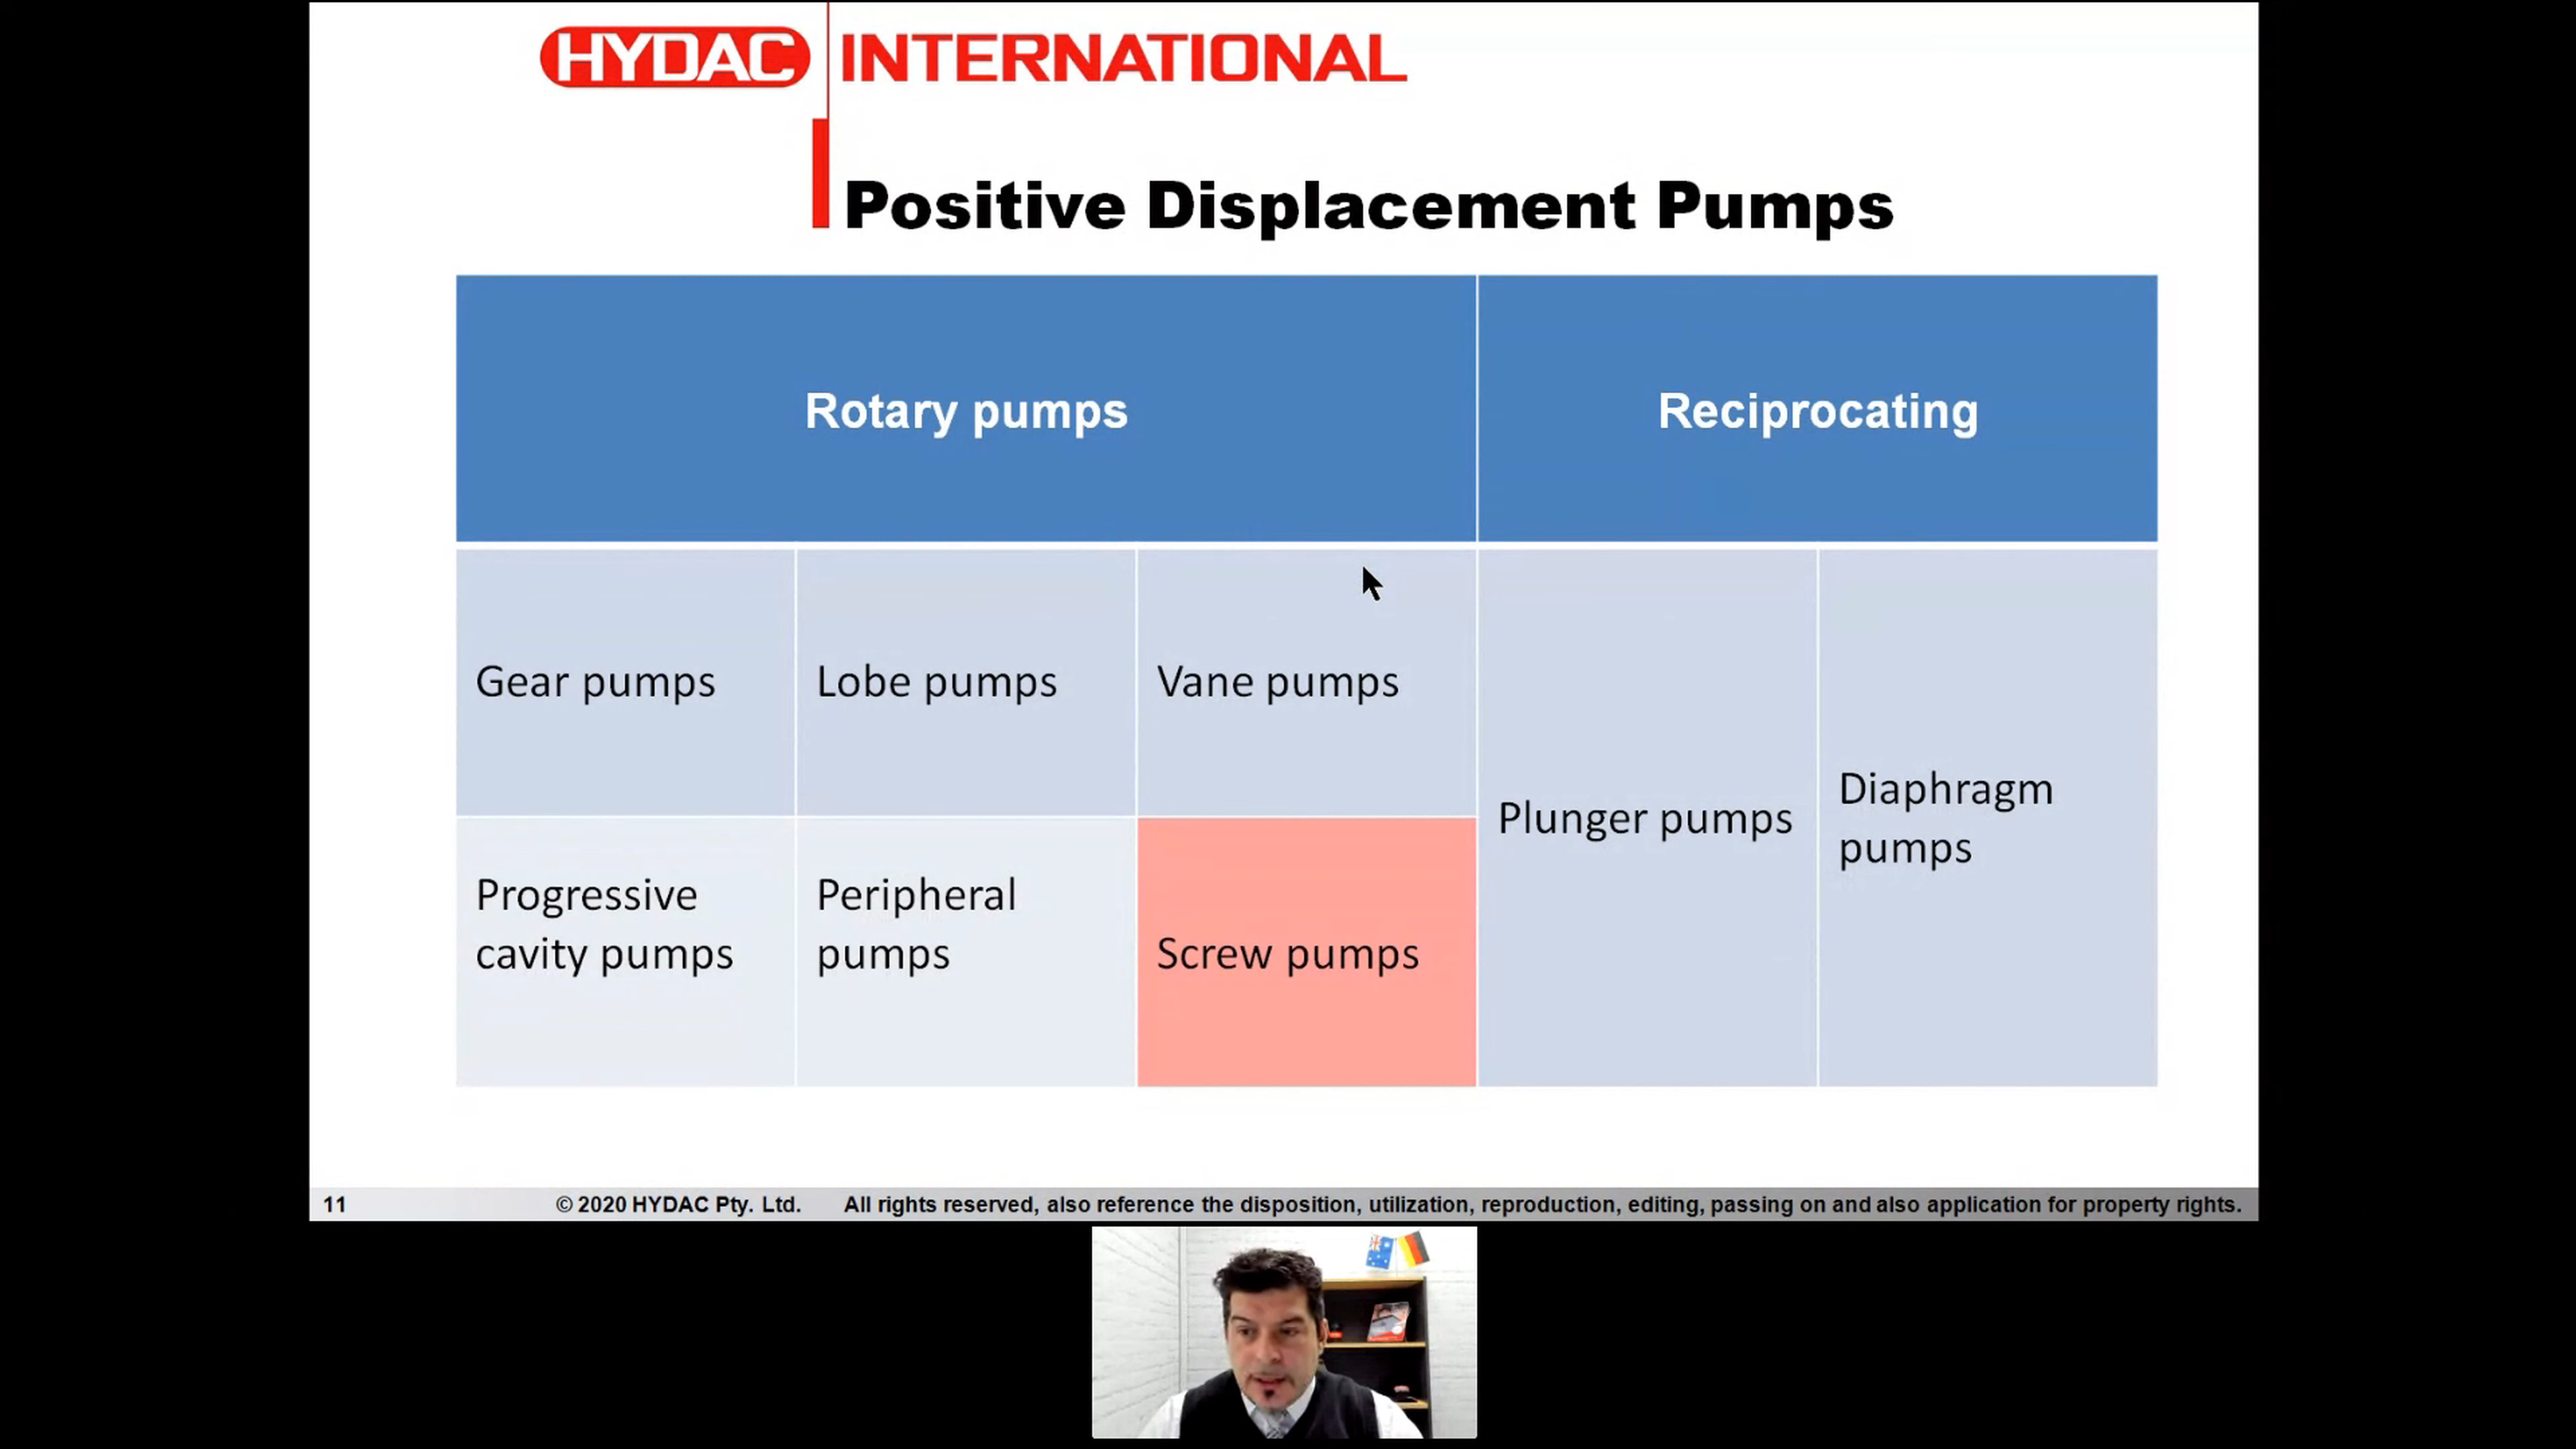 HYDAC INTERNATIONAL
Positive Displacement Pumps
Rotary pumps
Reciprocating
Gear pumps
Lobe pumps
Vane pumps
Plunger pumps
Diaphragm
pumps
Progressive
cavity pumps
Peripheral
pumps
Screw pumps
11 © 2020 HYDAC Pty. Ltd. All rights reserved, also reference the disposition, utilization, reproduction, editing, passing on and also application for property rights.